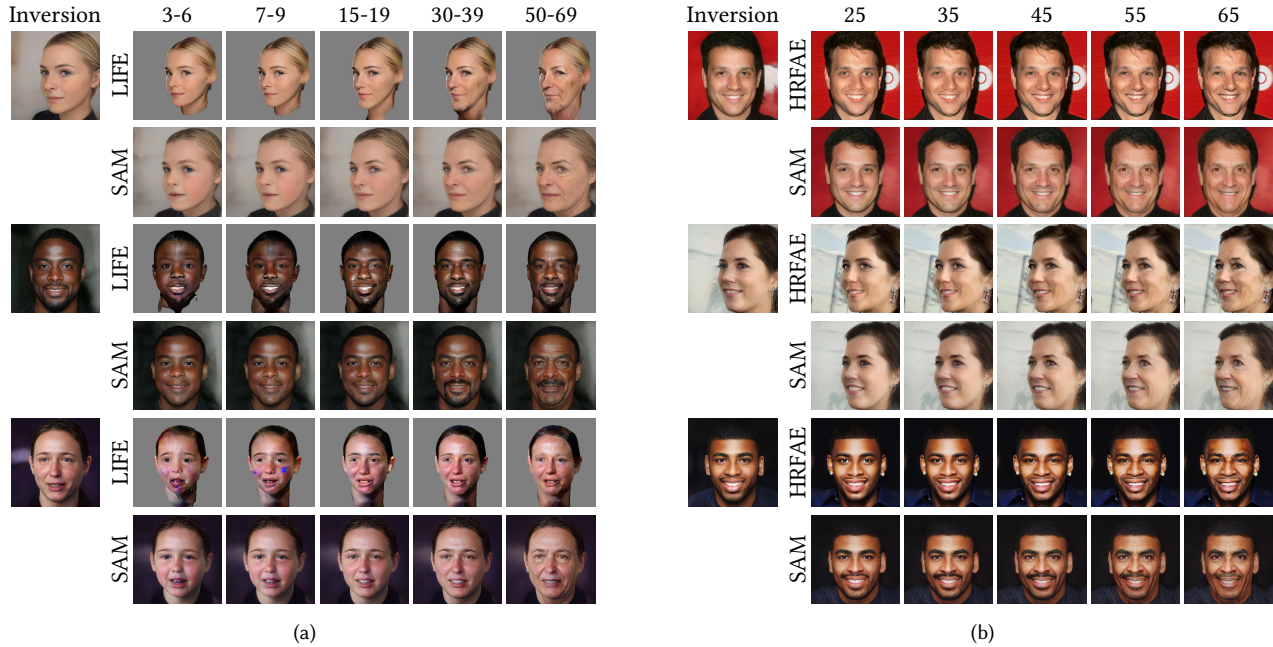 Inversion 3-6 7-9 15-19 30-39 50-69
LIFE
SAM
LIFE
SAM
LIFE
SAM
(a)
Inversion 25 35 45 55 65
HRFAE
SAM
HRFAE
SAM
HRFAE
SAM
(b)